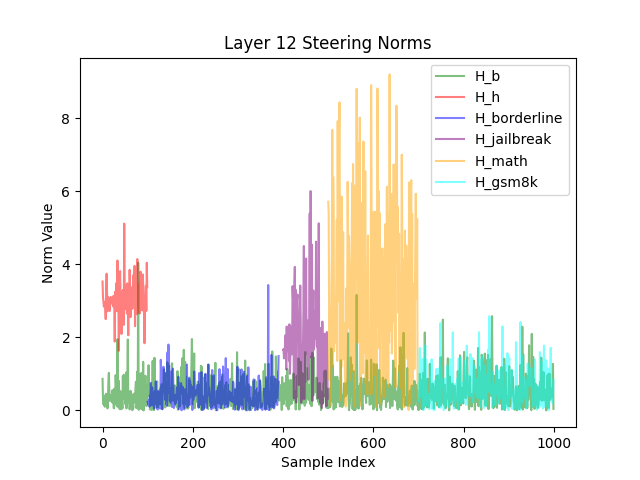 Layer 12 Steering Norms
H_b
H_h
H_borderline
H_jailbreak
H_math
H_gsm8k
Norm Value
8
6
4
2
0
0 200 400 600 800 1000
Sample Index